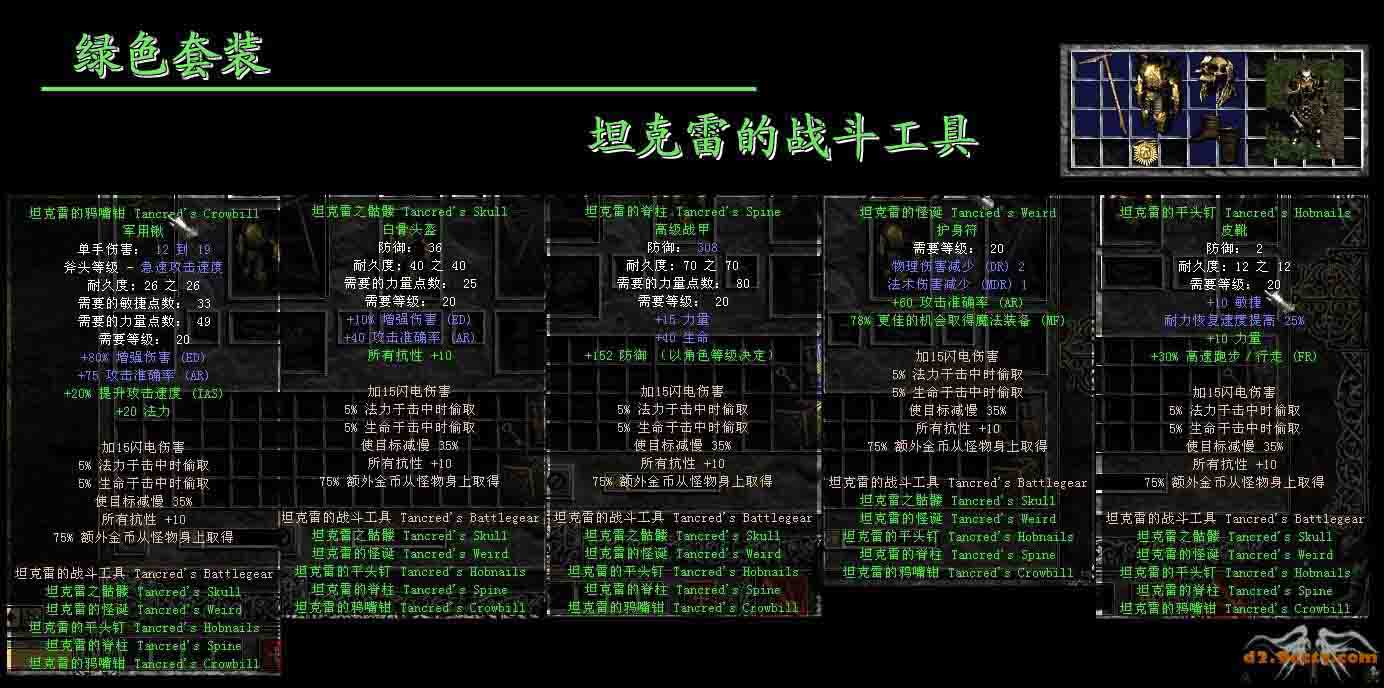 绿色套装
坦克雷的战斗工具
坦克雷的鸦嘴钳 Tancred's Crowbill
军用锹
单手伤害: 12 到 19
斧头等级 - 急速攻击速度
耐久度: 26 之 26
需要的敏捷点数: 33
需要的力量点数: 49
需要等级: 20
+80% 增强伤害 (ED)
+75 攻击准确率 (AR)
+20% 提升攻击速度 (IAS)
+20 法力
加15闪电伤害
5% 法力于击中时偷取
5% 生命于击中时偷取
使目标减慢 35%
所有抗性 +10
75% 额外金币从怪物身上取得
坦克雷的战斗工具 Tancred's Battlegear
坦克雷之骷髅 Tancred's Skull
坦克雷的怪诞 Tancred's Weird
坦克雷的平头钉 Tancred's Hobnails
坦克雷的脊柱 Tancred's Spine
坦克雷的鸦嘴钳 Tancred's Crowbill
坦克雷之骷髅 Tancred's Skull
白骨头盔
防御: 36
耐久度: 40 之 40
需要的力量点数: 25
需要等级: 20
+10% 增强伤害 (ED)
+40 攻击准确率 (AR)
所有抗性 +10
加15闪电伤害
5% 法力于击中时偷取
5% 生命于击中时偷取
使目标减慢 35%
所有抗性 +10
75% 额外金币从怪物身上取得
坦克雷的战斗工具 Tancred's Battlegear
坦克雷之骷髅 Tancred's Skull
坦克雷的怪诞 Tancred's Weird
坦克雷的平头钉 Tancred's Hobnails
坦克雷的脊柱 Tancred's Spine
坦克雷的鸦嘴钳 Tancred's Crowbill
坦克雷的脊柱 Tancred's Spine
高级战甲
防御: 308
耐久度: 70 之 70
需要的力量点数: 80
需要等级: 20
+15 力量
+40 生命
+152 防御 (以角色等级决定)
加15闪电伤害
5% 法力于击中时偷取
5% 生命于击中时偷取
使目标减慢 35%
所有抗性 +10
75% 额外金币从怪物身上取得
坦克雷的战斗工具 Tancred's Battlegear
坦克雷之骷髅 Tancred's Skull
坦克雷的怪诞 Tancred's Weird
坦克雷的平头钉 Tancred's Hobnails
坦克雷的脊柱 Tancred's Spine
坦克雷的鸦嘴钳 Tancred's Crowbill
坦克雷的怪诞 Tancred's Weird
护身符
需要等级: 20
物理伤害减少 (DR) 2
法术伤害减少 (MDR) 1
+60 攻击准确率 (AR)
78% 更佳的机会取得魔法装备 (MF)
加15闪电伤害
5% 法力于击中时偷取
5% 生命于击中时偷取
使目标减慢 35%
所有抗性 +10
75% 额外金币从怪物身上取得
坦克雷的战斗工具 Tancred's Battlegear
坦克雷之骷髅 Tancred's Skull
坦克雷的怪诞 Tancred's Weird
坦克雷的平头钉 Tancred's Hobnails
坦克雷的脊柱 Tancred's Spine
坦克雷的鸦嘴钳 Tancred's Crowbill
坦克雷的平头钉 Tancred's Hobnails
皮靴
防御: 2
耐久度: 12 之 12
需要等级: 20
+10 敏捷
耐力恢复速度提高 25%
+10 力量
+30% 高速跑步/行走 (FR)
加15闪电伤害
5% 法力于击中时偷取
5% 生命于击中时偷取
使目标减慢 35%
所有抗性 +10
75% 额外金币从怪物身上取得
坦克雷的战斗工具 Tancred's Battlegear
坦克雷之骷髅 Tancred's Skull
坦克雷的怪诞 Tancred's Weird
坦克雷的平头钉 Tancred's Hobnails
坦克雷的脊柱 Tancred's Spine
坦克雷的鸦嘴钳 Tancred's Crowbill